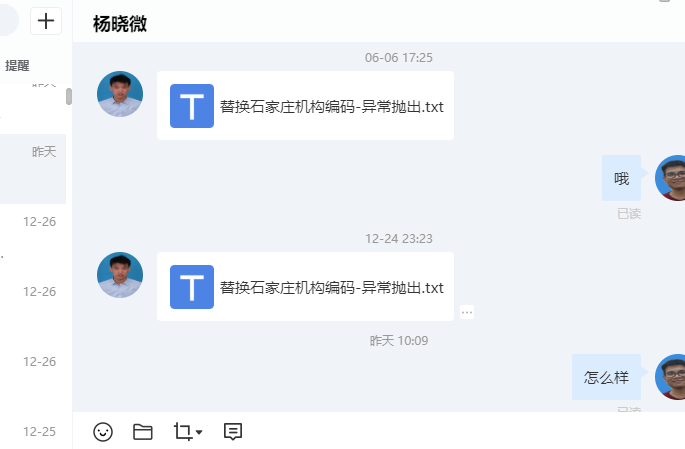 杨晓微
提醒
昨天
昨天
12-26
12-26
12-26
12-25
06-06 17:25
替换石家庄机构编码-异常抛出.txt
哦
已读
12-24 23:23
替换石家庄机构编码-异常抛出.txt
昨天 10:09
怎么样
已读